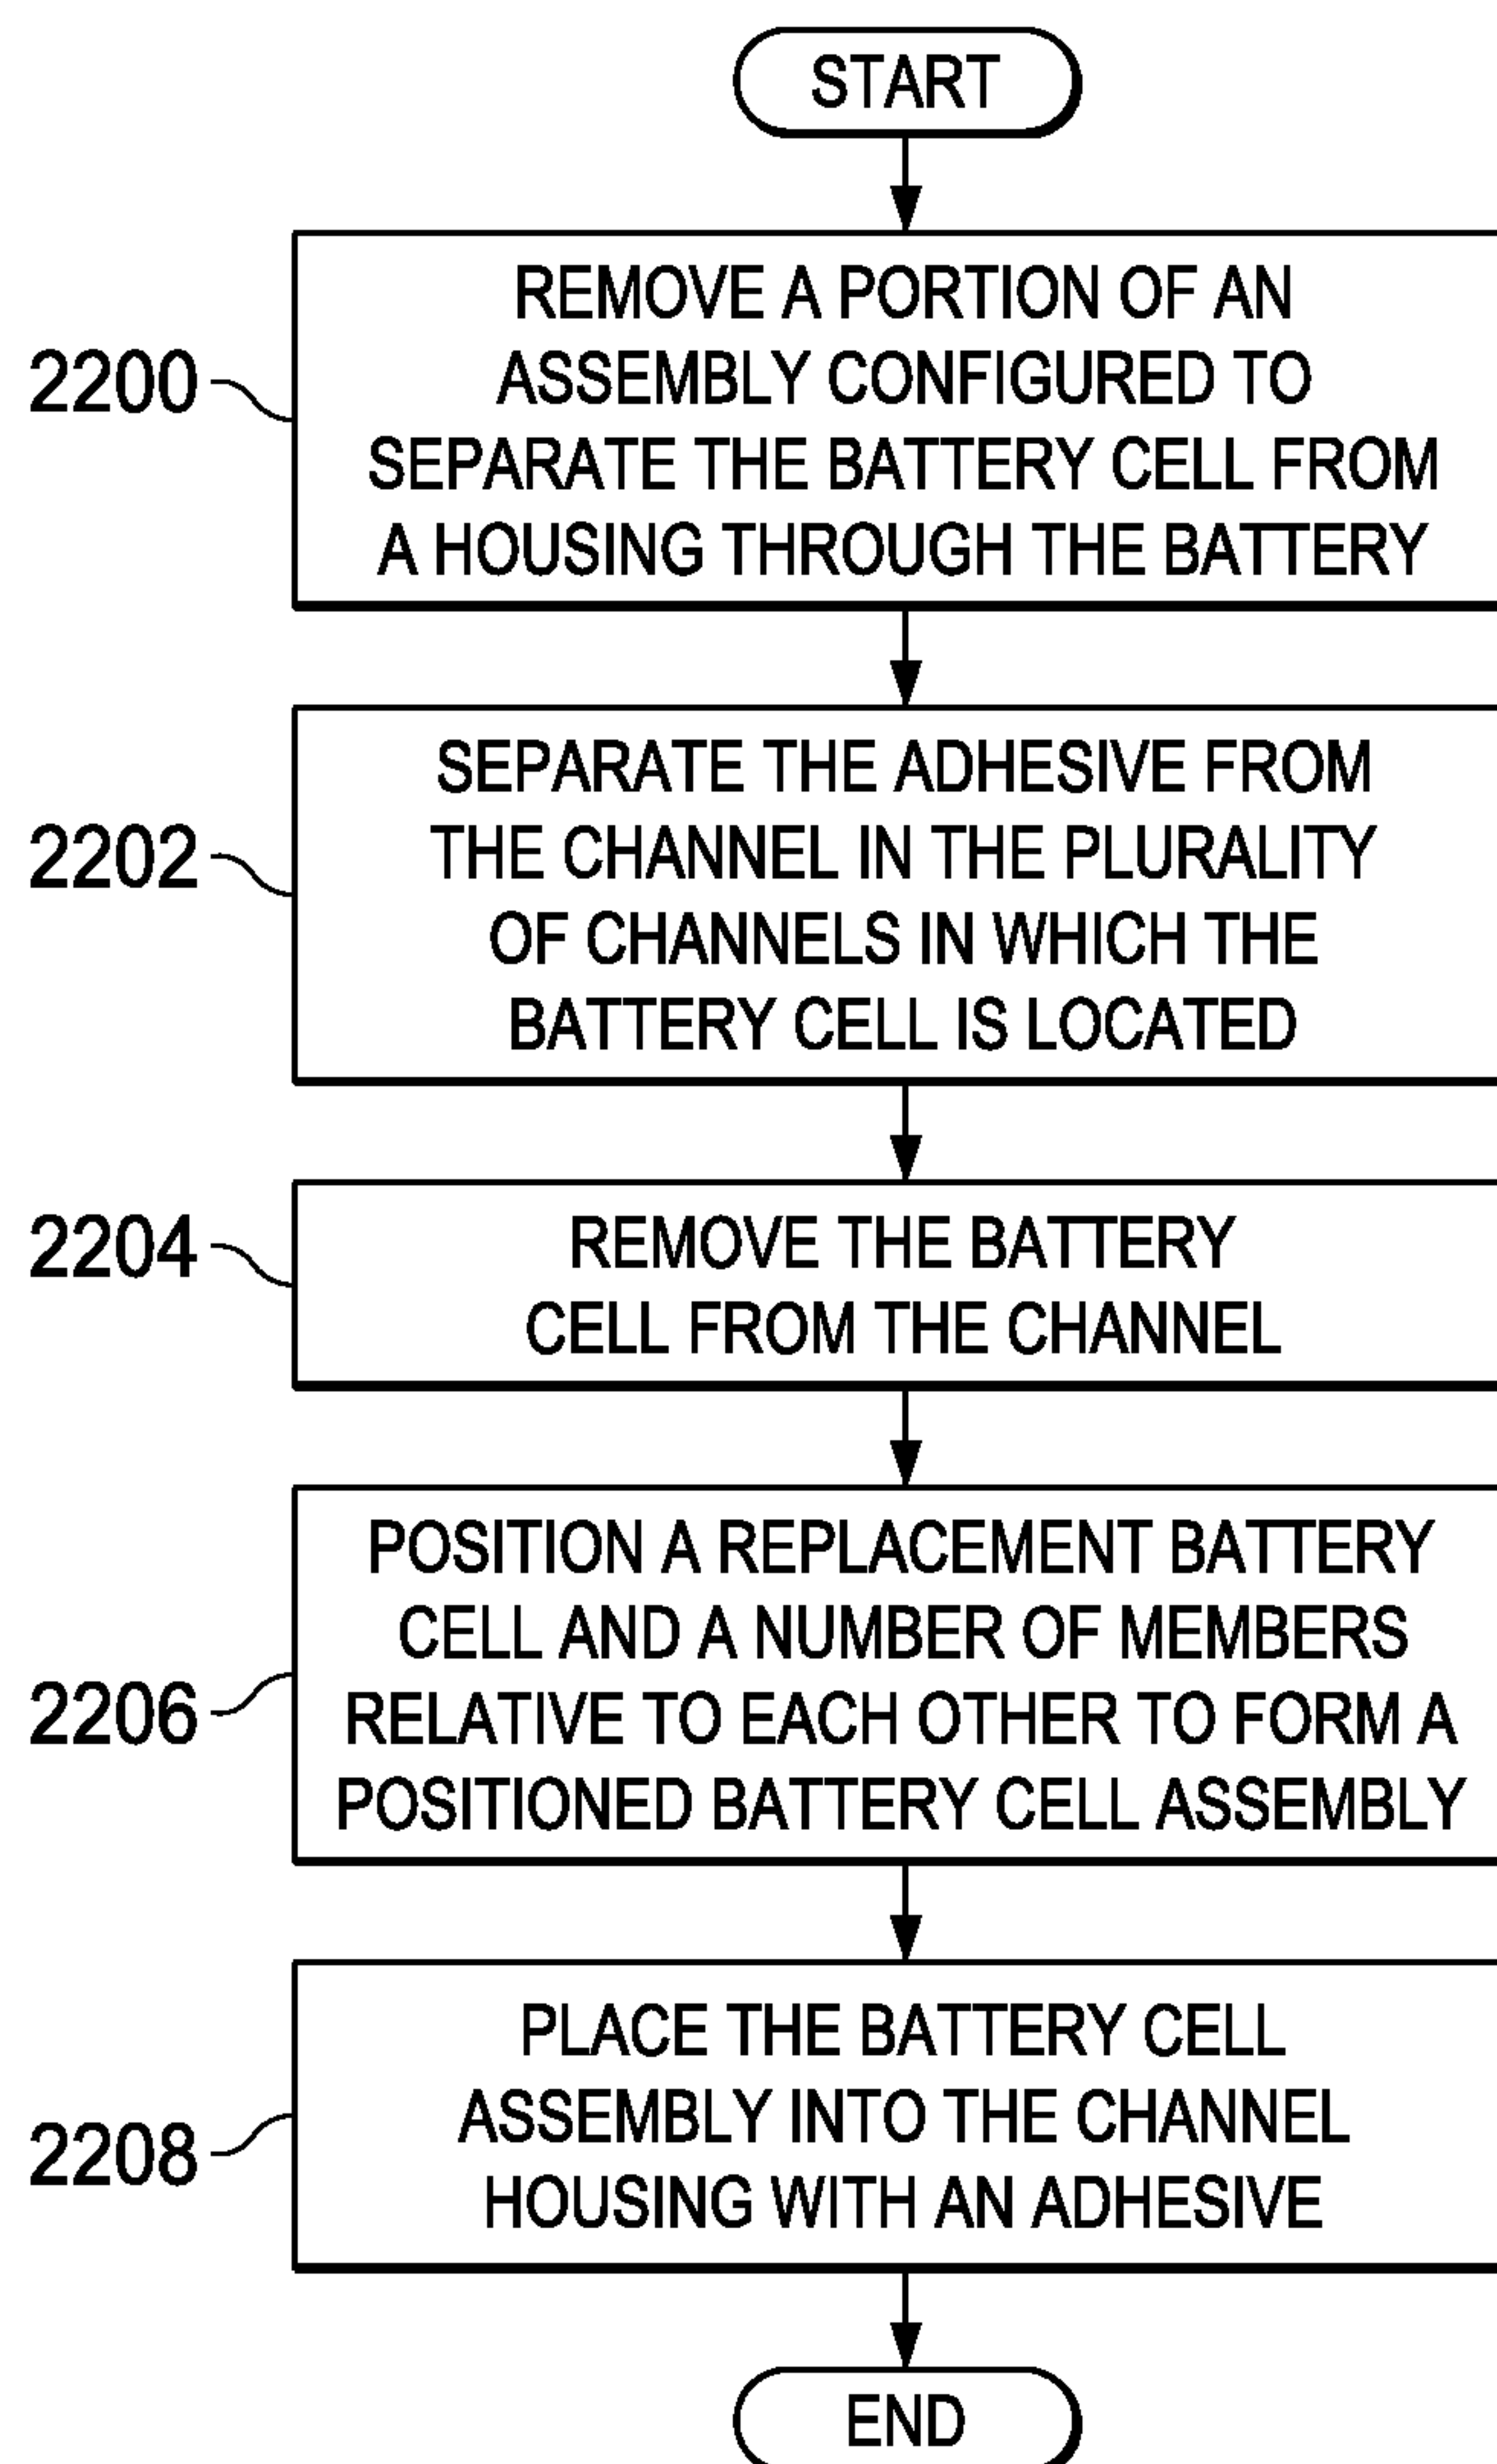 START
2200
REMOVE A PORTION OF AN
ASSEMBLY CONFIGURED TO
SEPARATE THE BATTERY CELL FROM
A HOUSING THROUGH THE BATTERY
2202
SEPARATE THE ADHESIVE FROM
THE CHANNEL IN THE PLURALITY
OF CHANNELS IN WHICH THE
BATTERY CELL IS LOCATED
2204
REMOVE THE BATTERY
CELL FROM THE CHANNEL
2206
POSITION A REPLACEMENT BATTERY
CELL AND A NUMBER OF MEMBERS
RELATIVE TO EACH OTHER TO FORM A
POSITIONED BATTERY CELL ASSEMBLY
2208
PLACE THE BATTERY CELL
ASSEMBLY INTO THE CHANNEL
HOUSING WITH AN ADHESIVE
END